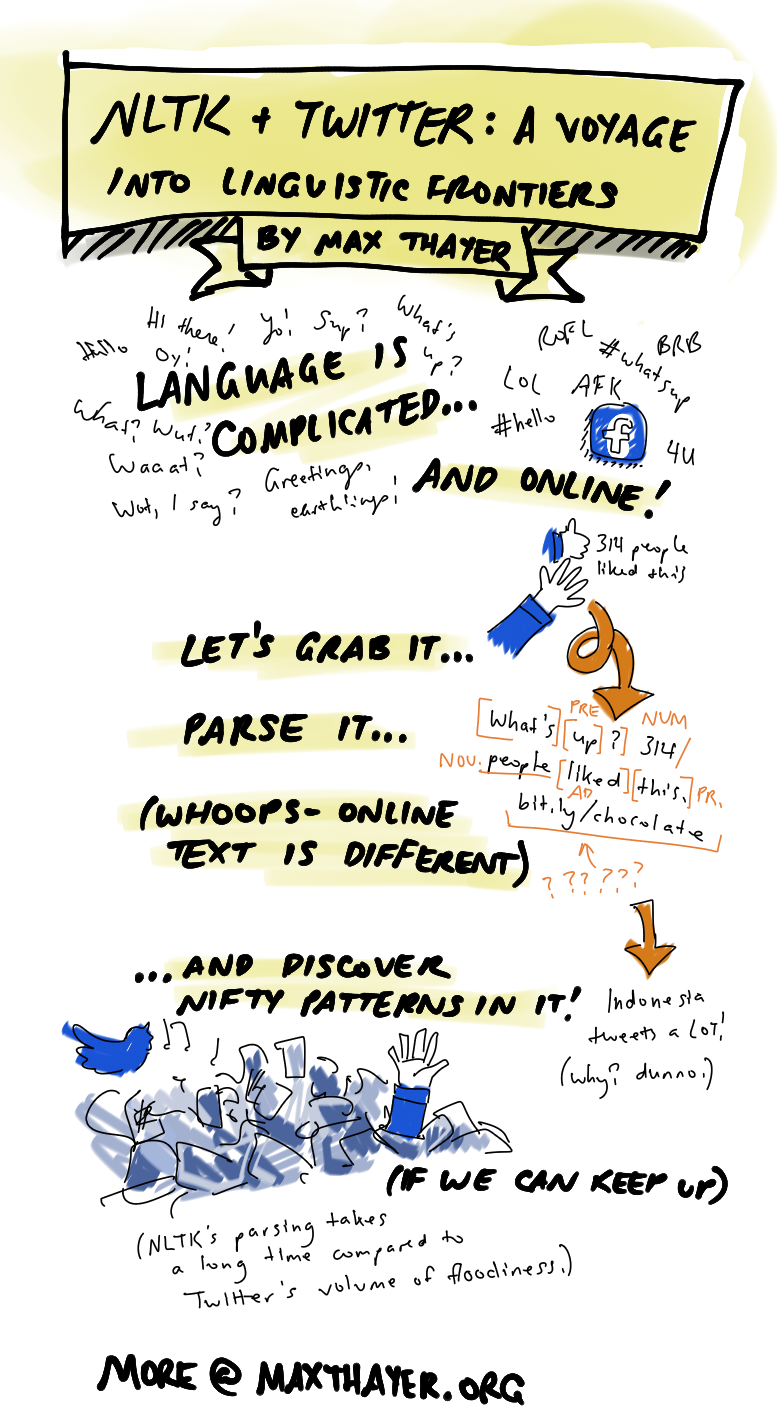 NLTK + TWITTER: A VOYAGE
INTO LINGUISTIC FRONTIERS
BY MAX THAYER
Hello
Hi there!
Yo!
Sup?
What's
up?
Oy!
LANGUAGE IS
COMPLICATED...
What? Wut?
Waaat?
Wot, I say?
Greetings,
earthlings!
ROFL
#whatsup
BRB
LOL
AFK
#hello
f
4U
AND ONLINE!
314 people
liked this
LET'S GRAB IT...
PARSE IT...
PRE
NUM
[What's] [up] ?] 314/
NOU. people [liked] [this.] PR.
AD
bit.ly/chocolate
? ?? ? ? ?
(WHOOPS- ONLINE
TEXT IS DIFFERENT)
... AND DISCOVER
NIFTY PATTERNS IN IT!
Indonesia
tweets a LOT!
(why? dunno.)
#
(IF WE CAN KEEP UP)
(NLTK's parsing takes
a long time compared to
Twitter's volume of floodiness.)
MORE @ MAXTHAYER.ORG